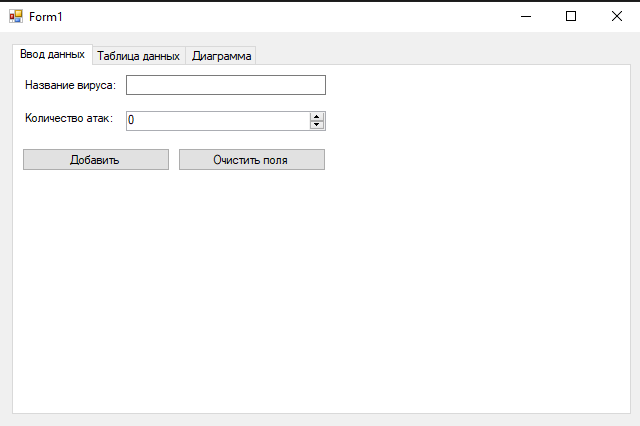 Form1
Ввод данных Таблица данных Диаграмма
Название вируса:
Количество атак: 0
Добавить Очистить поля